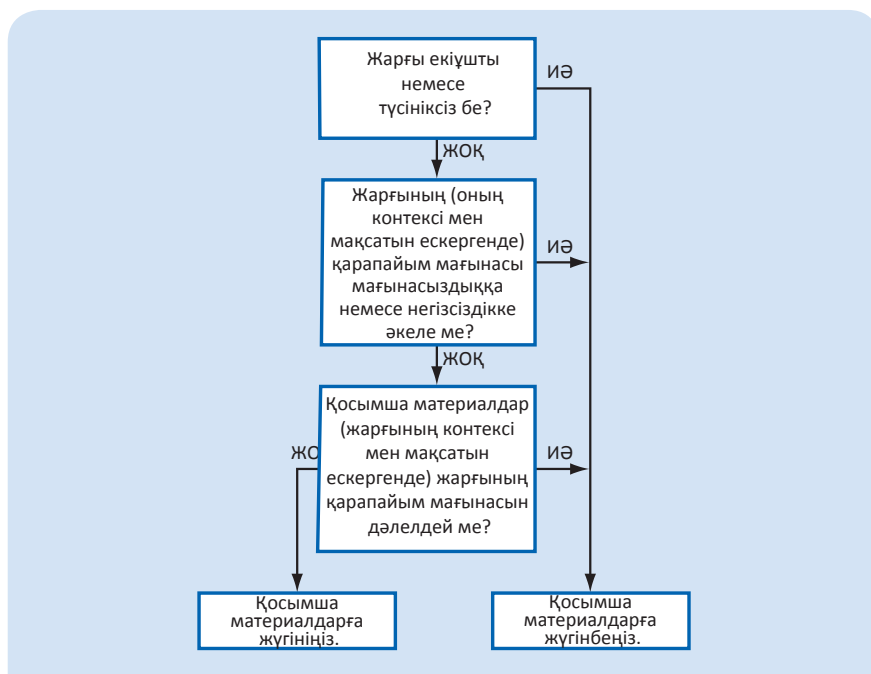 Жарғы екіұшты
немесе
түсініксіз бе?
ИӘ
ЖОҚ
Жарғының (оның
контексі мен
мақсатын ескергенде)
қарапайым мағынасы
мағынасыздыққа
немесе негізсіздікке
әкеле ме?
ИӘ
ЖОҚ
Қосымша материалдар
(жарғының контексі
мен мақсатын
ескергенде) жарғының
қарапайым мағынасын
дәлелдей ме?
ЖО
ИӘ
Қосымша
материалдарға
жүгініңіз.
Қосымша
материалдарға
жүгінбеңіз.